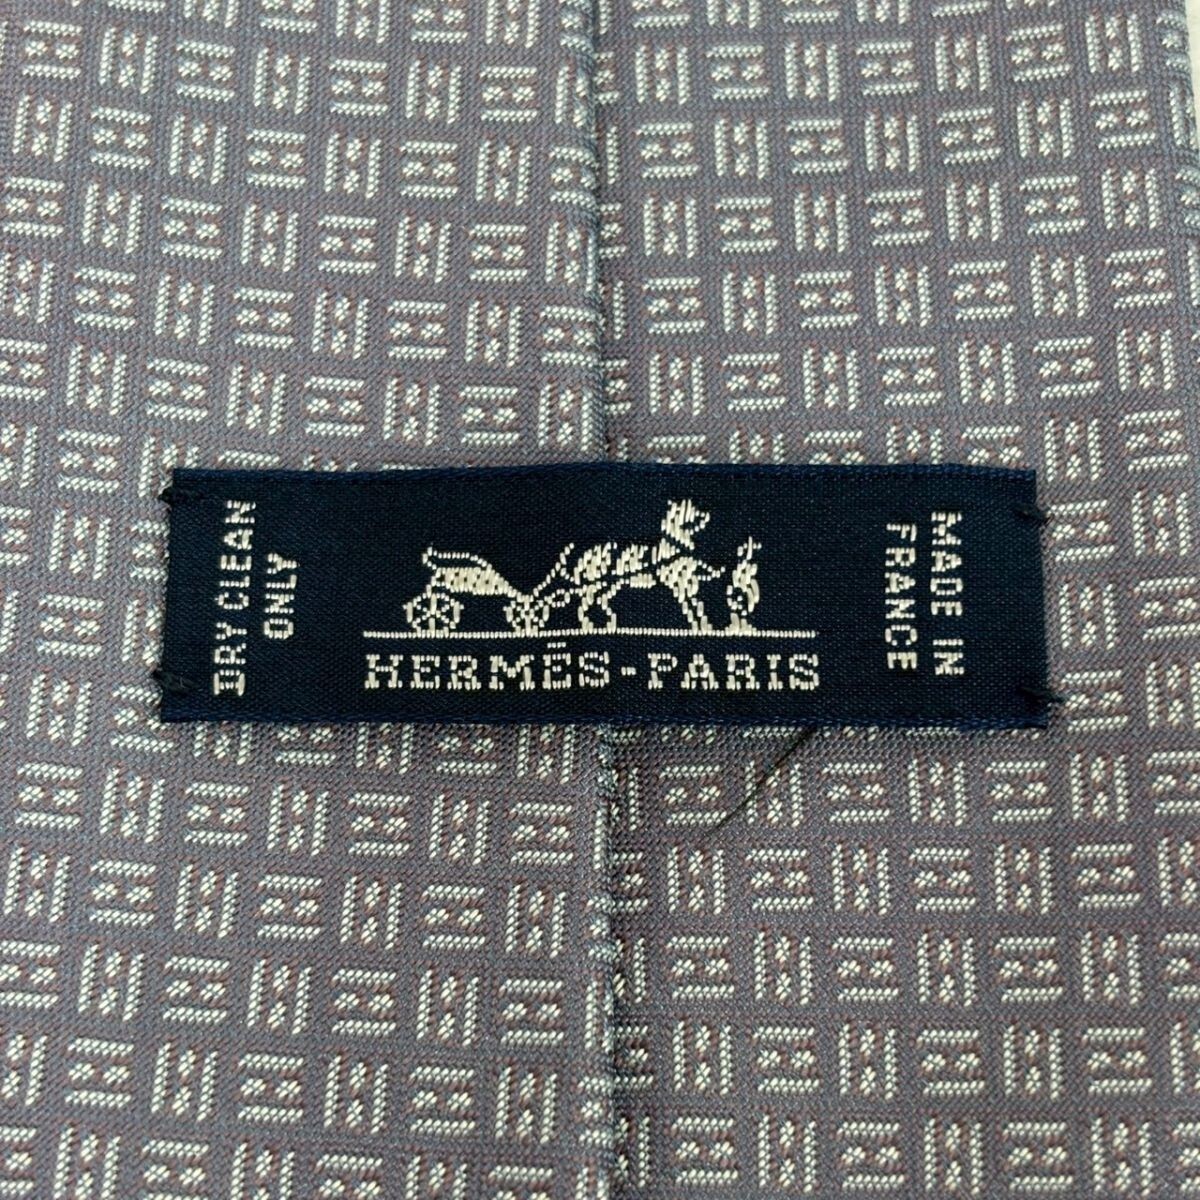 DRY CLEAN
ONLY
HERMÈS-PARIS
MADE IN
FRANCE